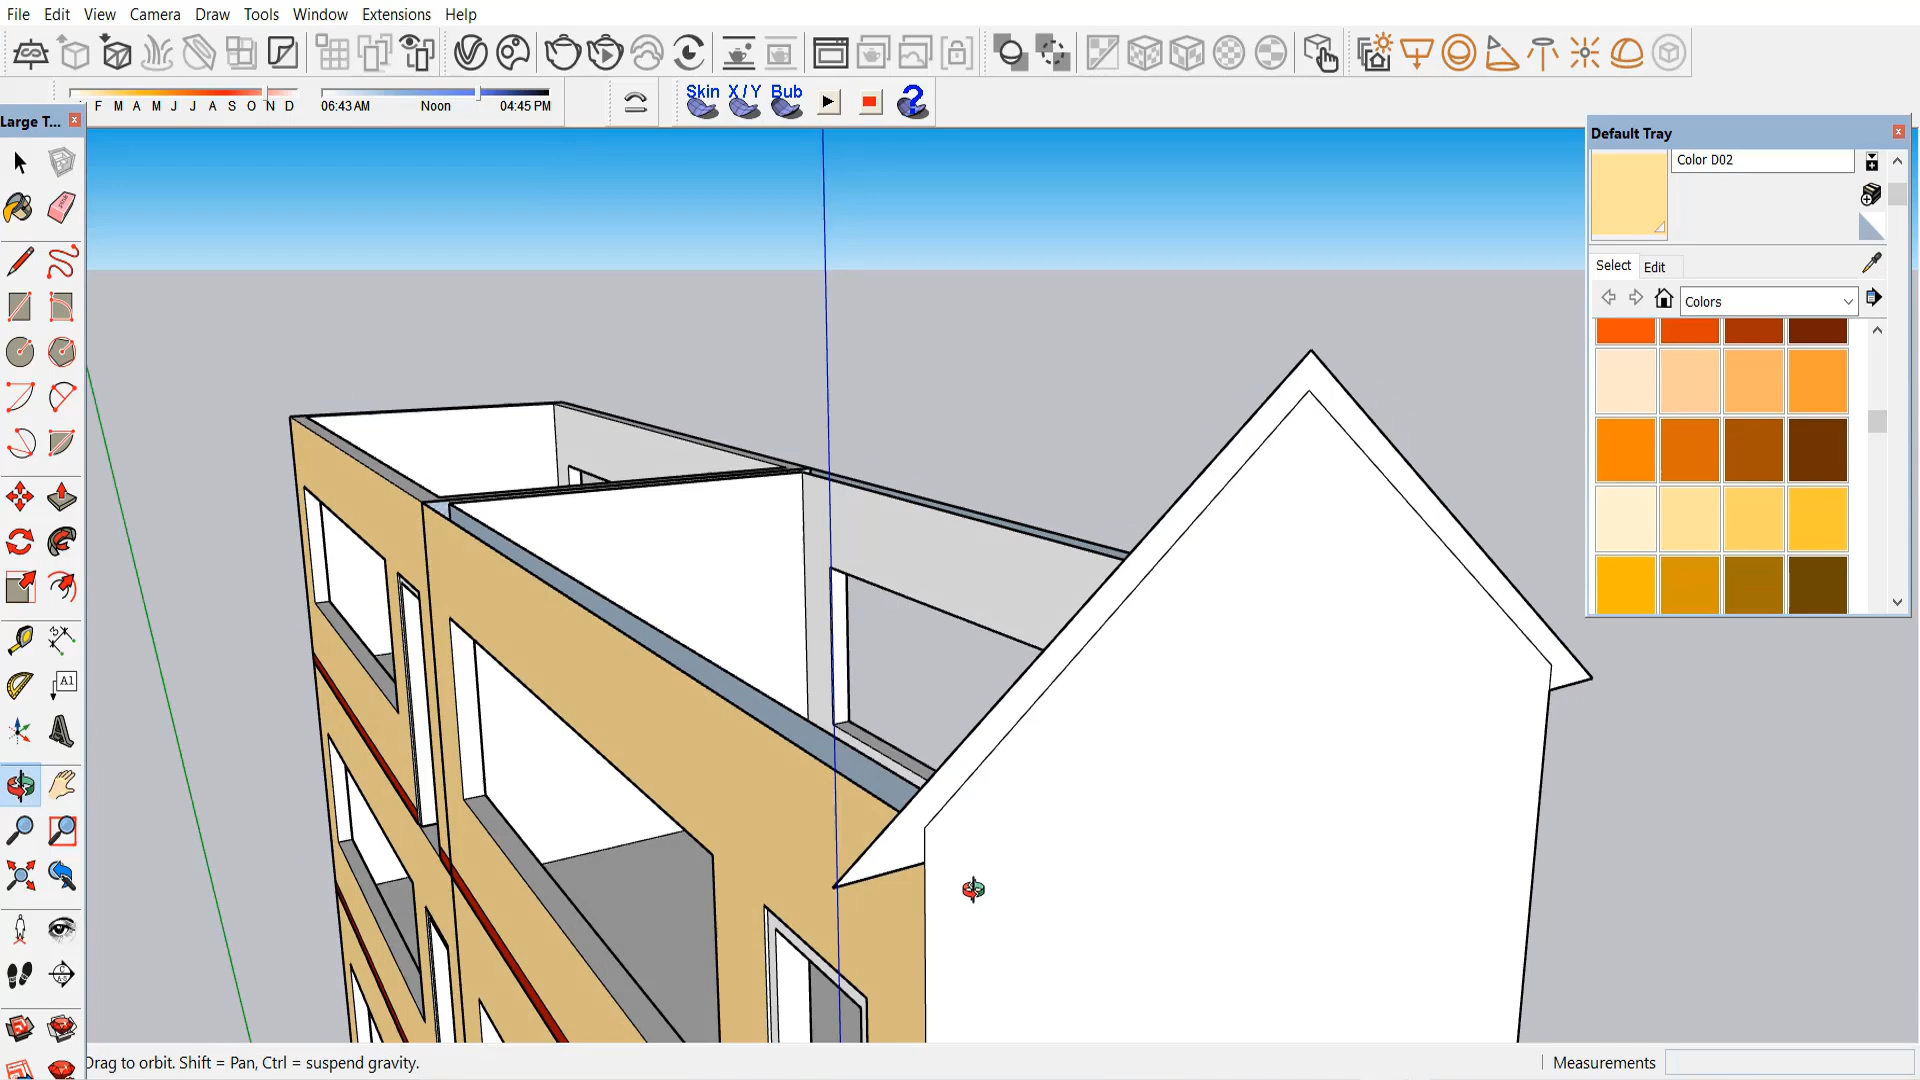 File Edit View Camera Draw Tools Window Extensions Help
F M A M J J A S O N D
06:43 AM Noon 04:45 PM
Skin X/Y Bub
?
Large T...
Default Tray
Color D02
Select Edit
Colors
A1
Drag to orbit. Shift = Pan, Ctrl = suspend gravity.
Measurements